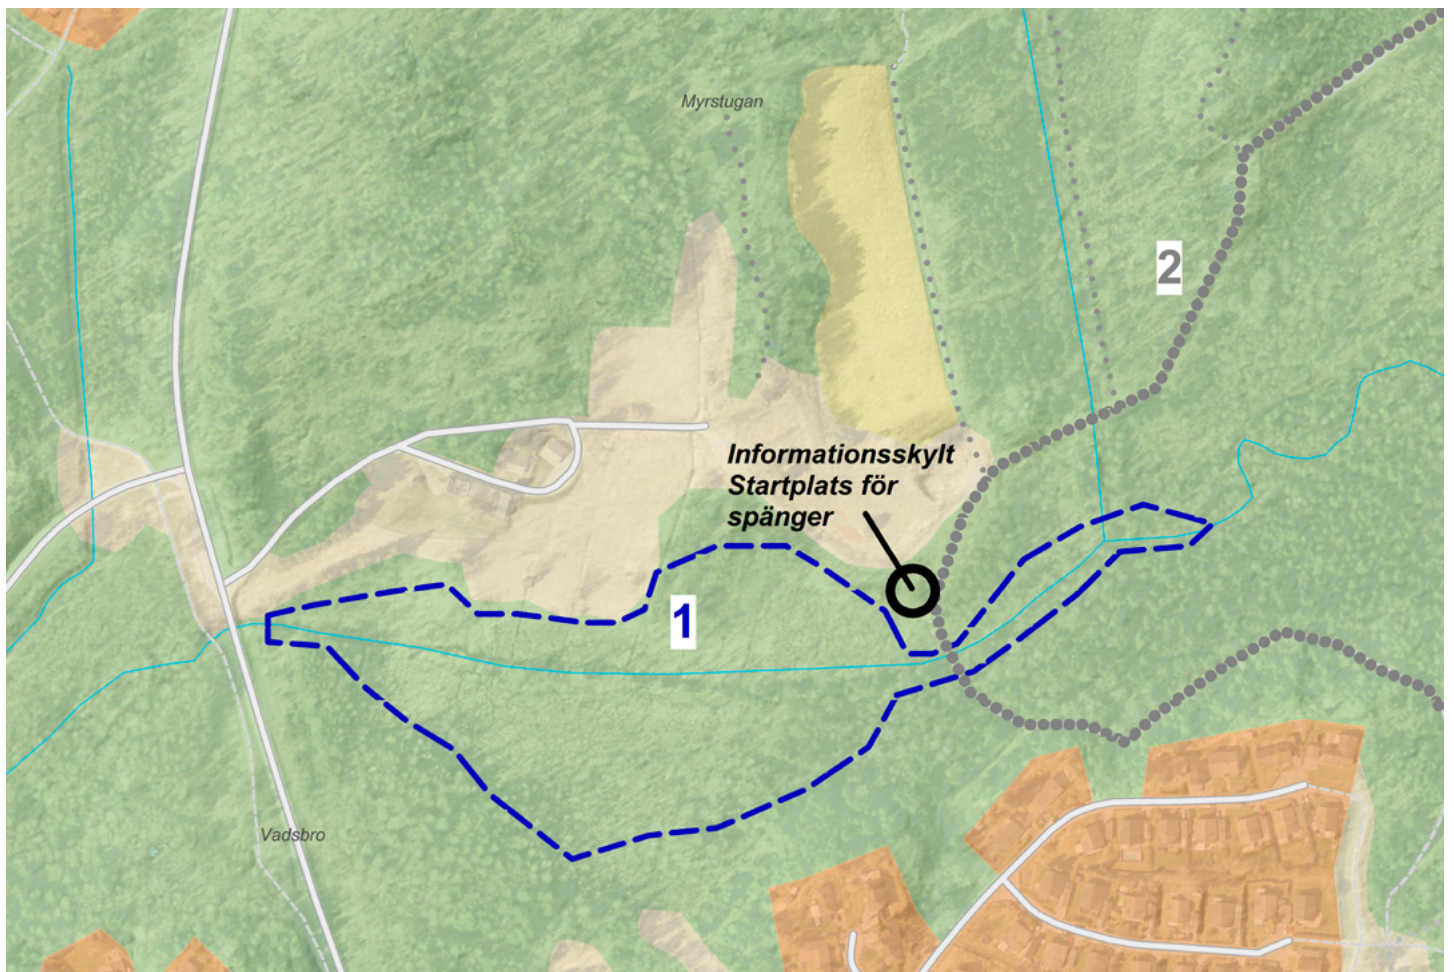 Myrstugan
2
Informationsskylt
Startplats för
spänger
1
Vadsbro